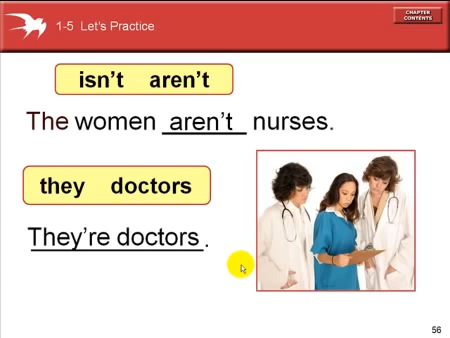 1-5 Let's Practice
CHAPTER
CONTENTS
isn't aren't
The women aren't nurses.
they doctors
They're doctors.
56